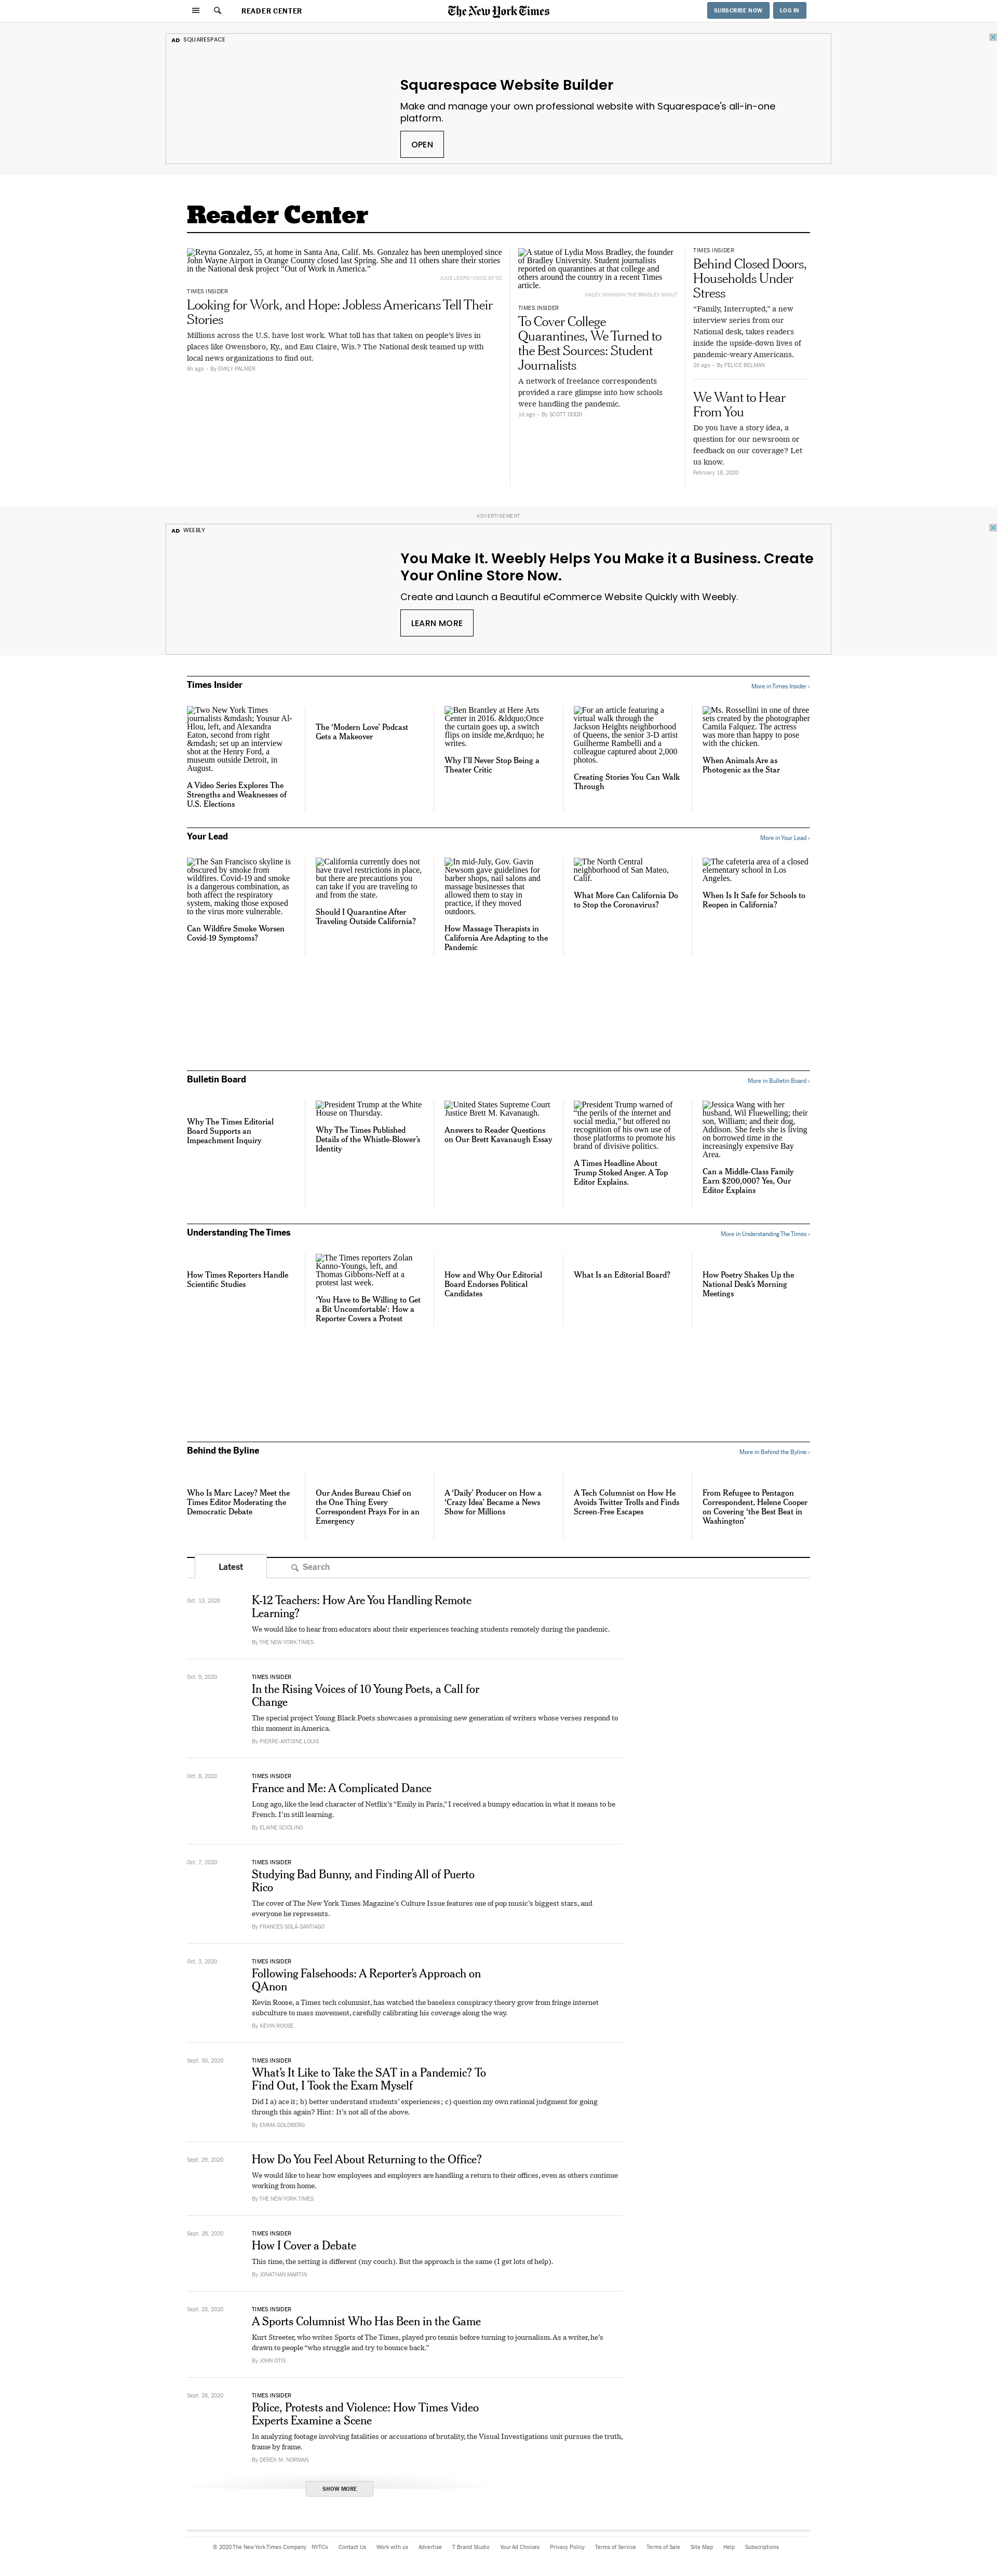 READER CENTER
The New York Times
SUBSCRIBE NOW
LOG IN
AD SQUARESPACE
Squarespace Website Builder
Make and manage your own professional website with Squarespace's all-in-one
platform.
OPEN
Reader Center
Reyna Gonzalez, 55, at home in Santa Ana, Calif. Ms. Gonzalez has been unemployed since
John Wayne Airport in Orange County closed last Spring. She and 11 others share their stories
in the National desk project “Out of Work in America.”
JULIE LEOPO/VOICE OF OC
TIMES INSIDER
Looking for Work, and Hope: Jobless Americans Tell Their
Stories
Millions across the U.S. have lost work. What toll has that taken on people’s lives in
places like Owensboro, Ky., and Eau Claire, Wis.? The National desk teamed up with
local news organizations to find out.
6h ago · By EMILY PALMER
A statue of Lydia Moss Bradley, the founder
of Bradley University. Student journalists
reported on quarantines at that college and
others around the country in a recent Times
article.
HALEY JOHNSON/THE BRADLEY SCOUT
TIMES INSIDER
To Cover College
Quarantines, We Turned to
the Best Sources: Student
Journalists
A network of freelance correspondents
provided a rare glimpse into how schools
were handling the pandemic.
1d ago · By SCOTT DODD
TIMES INSIDER
Behind Closed Doors,
Households Under
Stress
“Family, Interrupted,” a new
interview series from our
National desk, takes readers
inside the upside-down lives of
pandemic-weary Americans.
2d ago · By FELICE BELMAN
We Want to Hear
From You
Do you have a story idea, a
question for our newsroom or
feedback on our coverage? Let
us know.
February 18, 2020
ADVERTISEMENT
AD WEEBLY
You Make It. Weebly Helps You Make it a Business. Create
Your Online Store Now.
Create and Launch a Beautiful eCommerce Website Quickly with Weebly.
LEARN MORE
Times Insider
More in Times Insider ›
Two New York Times
journalists &mdash; Yousur Al-
Hlou, left, and Alexandra
Eaton, second from right
&mdash; set up an interview
shot at the Henry Ford, a
museum outside Detroit, in
August.
A Video Series Explores The
Strengths and Weaknesses of
U.S. Elections
The ‘Modern Love’ Podcast
Gets a Makeover
Ben Brantley at Here Arts
Center in 2016. &ldquo;Once
the curtain goes up, a switch
flips on inside me,&rdquo; he
writes.
Why I’ll Never Stop Being a
Theater Critic
For an article featuring a
virtual walk through the
Jackson Heights neighborhood
of Queens, the senior 3-D artist
Guilherme Rambelli and a
colleague captured about 2,000
photos.
Creating Stories You Can Walk
Through
Ms. Rossellini in one of three
sets created by the photographer
Camila Falquez. The actress
was more than happy to pose
with the chicken.
When Animals Are as
Photogenic as the Star
Your Lead
More in Your Lead ›
The San Francisco skyline is
obscured by smoke from
wildfires. Covid-19 and smoke
is a dangerous combination, as
both affect the respiratory
system, making those exposed
to the virus more vulnerable.
Can Wildfire Smoke Worsen
Covid-19 Symptoms?
California currently does not
have travel restrictions in place,
but there are precautions you
can take if you are traveling to
and from the state.
Should I Quarantine After
Traveling Outside California?
In mid-July, Gov. Gavin
Newsom gave guidelines for
barber shops, nail salons and
massage businesses that
allowed them to stay in
practice, if they moved
outdoors.
How Massage Therapists in
California Are Adapting to the
Pandemic
The North Central
neighborhood of San Mateo,
Calif.
What More Can California Do
to Stop the Coronavirus?
The cafeteria area of a closed
elementary school in Los
Angeles.
When Is It Safe for Schools to
Reopen in California?
Bulletin Board
More in Bulletin Board ›
Why The Times Editorial
Board Supports an
Impeachment Inquiry
President Trump at the White
House on Thursday.
Why The Times Published
Details of the Whistle-Blower’s
Identity
United States Supreme Court
Justice Brett M. Kavanaugh.
Answers to Reader Questions
on Our Brett Kavanaugh Essay
President Trump warned of
“the perils of the internet and
social media,” but offered no
recognition of his own use of
those platforms to promote his
brand of divisive politics.
A Times Headline About
Trump Stoked Anger. A Top
Editor Explains.
Jessica Wang with her
husband, Wil Fluewelling; their
son, William; and their dog,
Addison. She feels she is living
on borrowed time in the
increasingly expensive Bay
Area.
Can a Middle-Class Family
Earn $200,000? Yes, Our
Editor Explains
Understanding The Times
More in Understanding The Times ›
How Times Reporters Handle
Scientific Studies
The Times reporters Zolan
Kanno-Youngs, left, and
Thomas Gibbons-Neff at a
protest last week.
‘You Have to Be Willing to Get
a Bit Uncomfortable’: How a
Reporter Covers a Protest
How and Why Our Editorial
Board Endorses Political
Candidates
What Is an Editorial Board?
How Poetry Shakes Up the
National Desk’s Morning
Meetings
Behind the Byline
More in Behind the Byline ›
Who Is Marc Lacey? Meet the
Times Editor Moderating the
Democratic Debate
Our Andes Bureau Chief on
the One Thing Every
Correspondent Prays For in an
Emergency
A ‘Daily’ Producer on How a
‘Crazy Idea’ Became a News
Show for Millions
A Tech Columnist on How He
Avoids Twitter Trolls and Finds
Screen-Free Escapes
From Refugee to Pentagon
Correspondent, Helene Cooper
on Covering ‘the Best Beat in
Washington’
Latest
Search
Oct. 13, 2020
K-12 Teachers: How Are You Handling Remote
Learning?
We would like to hear from educators about their experiences teaching students remotely during the pandemic.
By THE NEW YORK TIMES
Oct. 9, 2020
TIMES INSIDER
In the Rising Voices of 10 Young Poets, a Call for
Change
The special project Young Black Poets showcases a promising new generation of writers whose verses respond to
this moment in America.
By PIERRE-ANTOINE LOUIS
Oct. 8, 2020
TIMES INSIDER
France and Me: A Complicated Dance
Long ago, like the lead character of Netflix’s “Emily in Paris,” I received a bumpy education in what it means to be
French. I’m still learning.
By ELAINE SCIOLINO
Oct. 7, 2020
TIMES INSIDER
Studying Bad Bunny, and Finding All of Puerto
Rico
The cover of The New York Times Magazine’s Culture Issue features one of pop music’s biggest stars, and
everyone he represents.
By FRANCES SOLÁ-SANTIAGO
Oct. 3, 2020
TIMES INSIDER
Following Falsehoods: A Reporter’s Approach on
QAnon
Kevin Roose, a Times tech columnist, has watched the baseless conspiracy theory grow from fringe internet
subculture to mass movement, carefully calibrating his coverage along the way.
By KEVIN ROOSE
Sept. 30, 2020
TIMES INSIDER
What’s It Like to Take the SAT in a Pandemic? To
Find Out, I Took the Exam Myself
Did I a) ace it; b) better understand students’ experiences; c) question my own rational judgment for going
through this again? Hint: It’s not all of the above.
By EMMA GOLDBERG
Sept. 29, 2020
How Do You Feel About Returning to the Office?
We would like to hear how employees and employers are handling a return to their offices, even as others continue
working from home.
By THE NEW YORK TIMES
Sept. 28, 2020
TIMES INSIDER
How I Cover a Debate
This time, the setting is different (my couch). But the approach is the same (I get lots of help).
By JONATHAN MARTIN
Sept. 26, 2020
TIMES INSIDER
A Sports Columnist Who Has Been in the Game
Kurt Streeter, who writes Sports of The Times, played pro tennis before turning to journalism. As a writer, he’s
drawn to people “who struggle and try to bounce back.”
By JOHN OTIS
Sept. 26, 2020
TIMES INSIDER
Police, Protests and Violence: How Times Video
Experts Examine a Scene
In analyzing footage involving fatalities or accusations of brutality, the Visual Investigations unit pursues the truth,
frame by frame.
By DEREK M. NORMAN
SHOW MORE
© 2020 The New York Times Company NYTCo Contact Us Work with us Advertise T Brand Studio Your Ad Choices Privacy Policy Terms of Service Terms of Sale Site Map Help Subscriptions